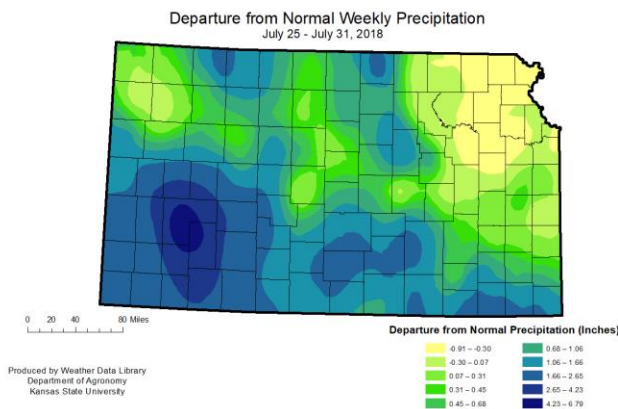 Departure from Normal Weekly Precipitation
July 25 - July 31, 2018
0 20 40 80 Miles
Produced by Weather Data Library
Department of Agronomy
Kansas State University
Departure from Normal Precipitation (Inches)
-0.91 – -0.30
-0.30 – 0.07
0.07 – 0.31
0.31 – 0.45
0.45 – 0.68
0.68 – 1.06
1.06 – 1.66
1.66 – 2.65
2.65 – 4.23
4.23 – 6.79